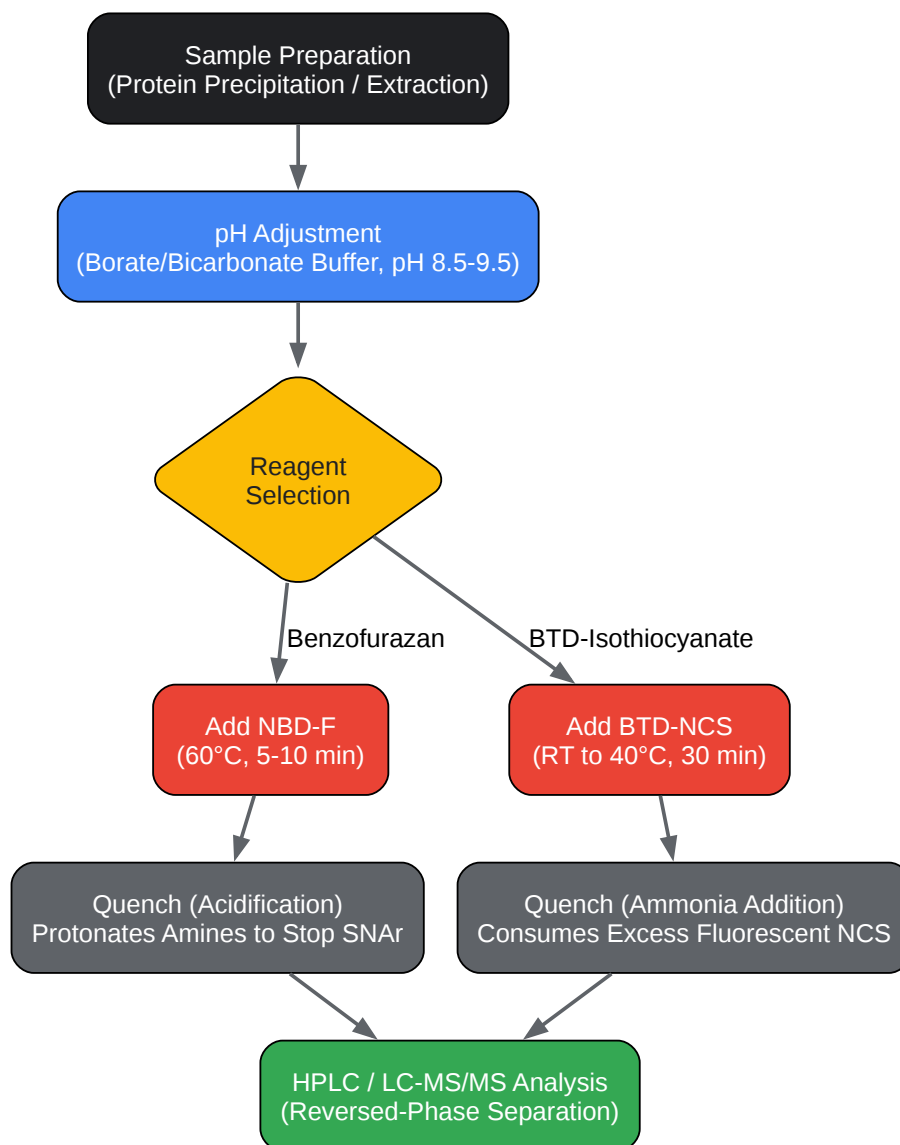 Sample Preparation
(Protein Precipitation / Extraction)
pH Adjustment
(Borate/Bicarbonate Buffer, pH 8.5-9.5)
Reagent
Selection
Benzofurazan
BTD-Isothiocyanate
Add NBD-F
(60°C, 5-10 min)
Add BTD-NCS
(RT to 40°C, 30 min)
Quench (Acidification)
Protonates Amines to Stop SNAr
Quench (Ammonia Addition)
Consumes Excess Fluorescent NCS
HPLC / LC-MS/MS Analysis
(Reversed-Phase Separation)